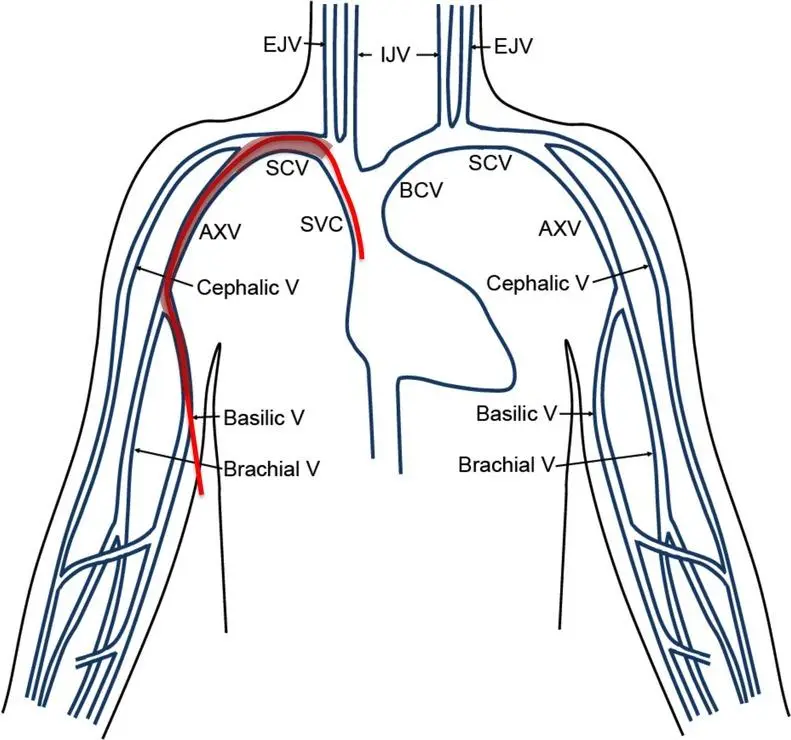 EJV
IJV
EJV
SCV
SCV
BCV
AXV
SVC
AXV
Cephalic V
Cephalic V
Basilic V
Basilic V
Brachial V
Brachial V